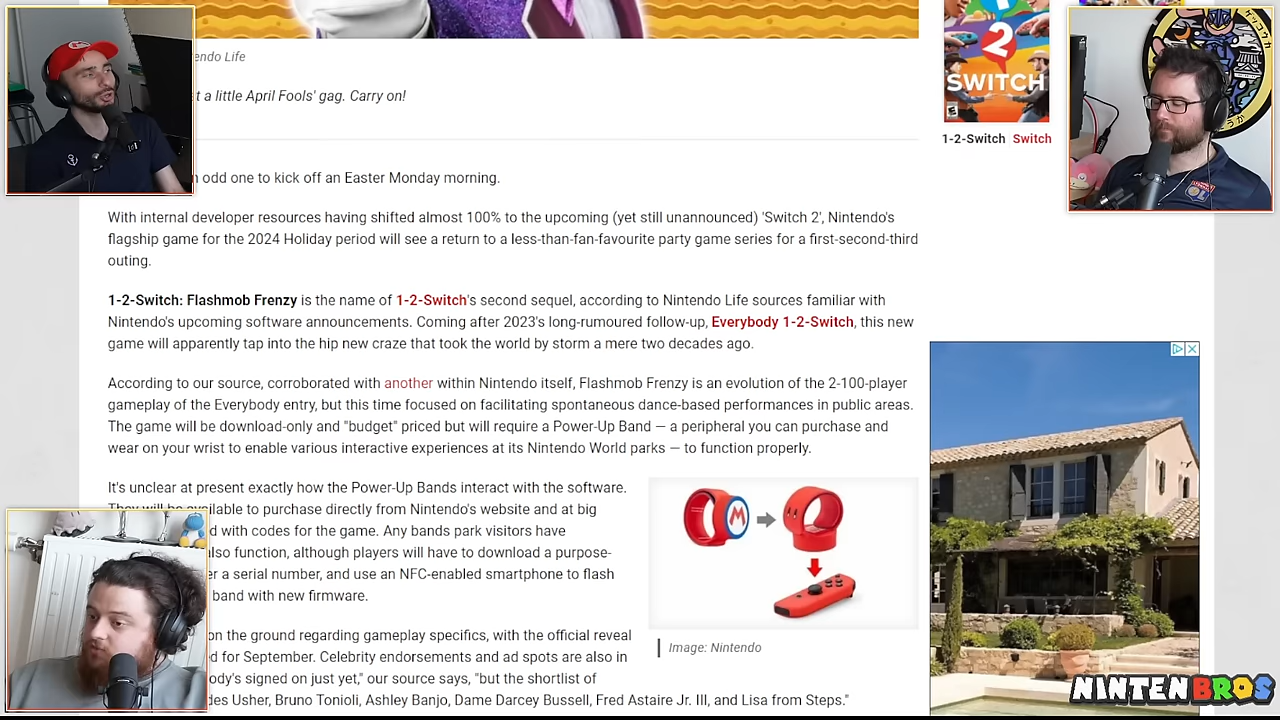 endo Life
t a little April Fools' gag. Carry on!
1
2
SWITCH
1-2-Switch Switch
odd one to kick off an Easter Monday morning.
With internal developer resources having shifted almost 100% to the upcoming (yet still unannounced) 'Switch 2', Nintendo's
flagship game for the 2024 Holiday period will see a return to a less-than-fan-favourite party game series for a first-second-third
outing.
1-2-Switch: Flashmob Frenzy is the name of 1-2-Switch's second sequel, according to Nintendo Life sources familiar with
Nintendo's upcoming software announcements. Coming after 2023's long-rumoured follow-up, Everybody 1-2-Switch, this new
game will apparently tap into the hip new craze that took the world by storm a mere two decades ago.
According to our source, corroborated with another within Nintendo itself, Flashmob Frenzy is an evolution of the 2-100-player
gameplay of the Everybody entry, but this time focused on facilitating spontaneous dance-based performances in public areas.
The game will be download-only and "budget" priced but will require a Power-Up Band — a peripheral you can purchase and
wear on your wrist to enable various interactive experiences at its Nintendo World parks — to function properly.
It's unclear at present exactly how the Power-Up Bands interact with the software.
They will be available to purchase directly from Nintendo's website and at big
d with codes for the game. Any bands park visitors have
lso function, although players will have to download a purpose-
er a serial number, and use an NFC-enabled smartphone to flash
band with new firmware.
on the ground regarding gameplay specifics, with the official reveal
d for September. Celebrity endorsements and ad spots are also in
ody's signed on just yet," our source says, "but the shortlist of
des Usher, Bruno Tonioli, Ashley Banjo, Dame Darcey Bussell, Fred Astaire Jr. III, and Lisa from Steps."
Image: Nintendo
NINTENBROS